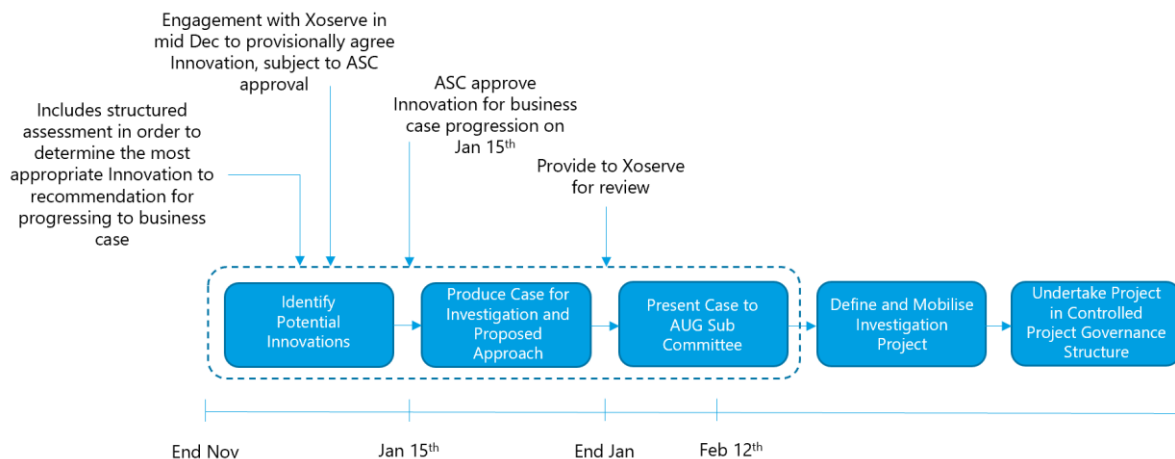 Engagement with Xoserve in
mid Dec to provisionally agree
Innovation, subject to ASC
approval
Includes structured
assessment in order to
determine the most
appropriate Innovation to
recommendation for
progressing to business
case
ASC approve
Innovation for business
case progression on
Jan 15th
Provide to Xoserve
for review
Identify
Potential
Innovations
Produce Case for
Investigation and
Proposed
Approach
Present Case to
AUG Sub
Committee
Define and Mobilise
Investigation
Project
Undertake Project
in Controlled
Project Governance
Structure
End Nov
Jan 15th
End Jan
Feb 12th